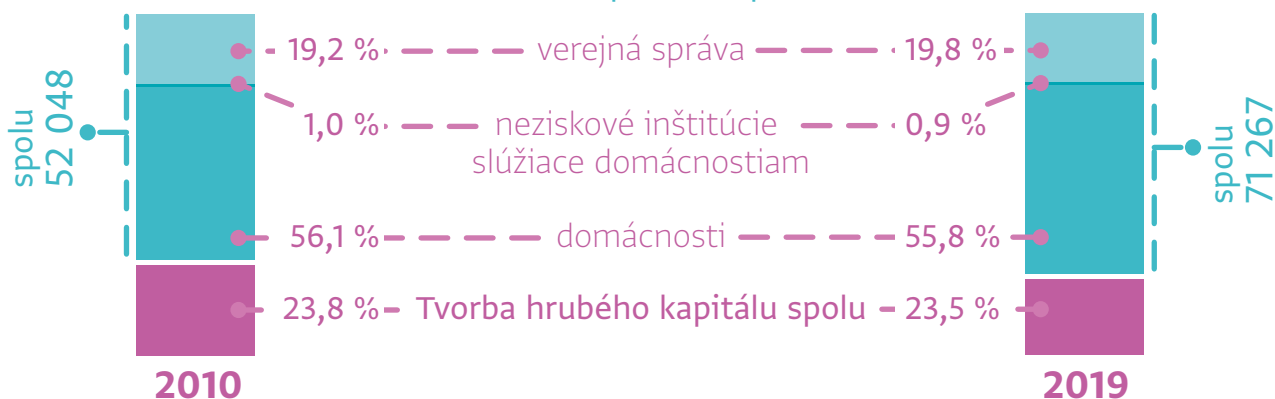 19,2 % verejná správa 19,8 %
spolu
52 048
1,0 % neziskové inštitúcie 0,9 %
slúžiace domácnostiam
spolu
71 267
56,1 % domácnosti 55,8 %
23,8 % Tvorba hrubého kapitálu spolu 23,5 %
2010 2019